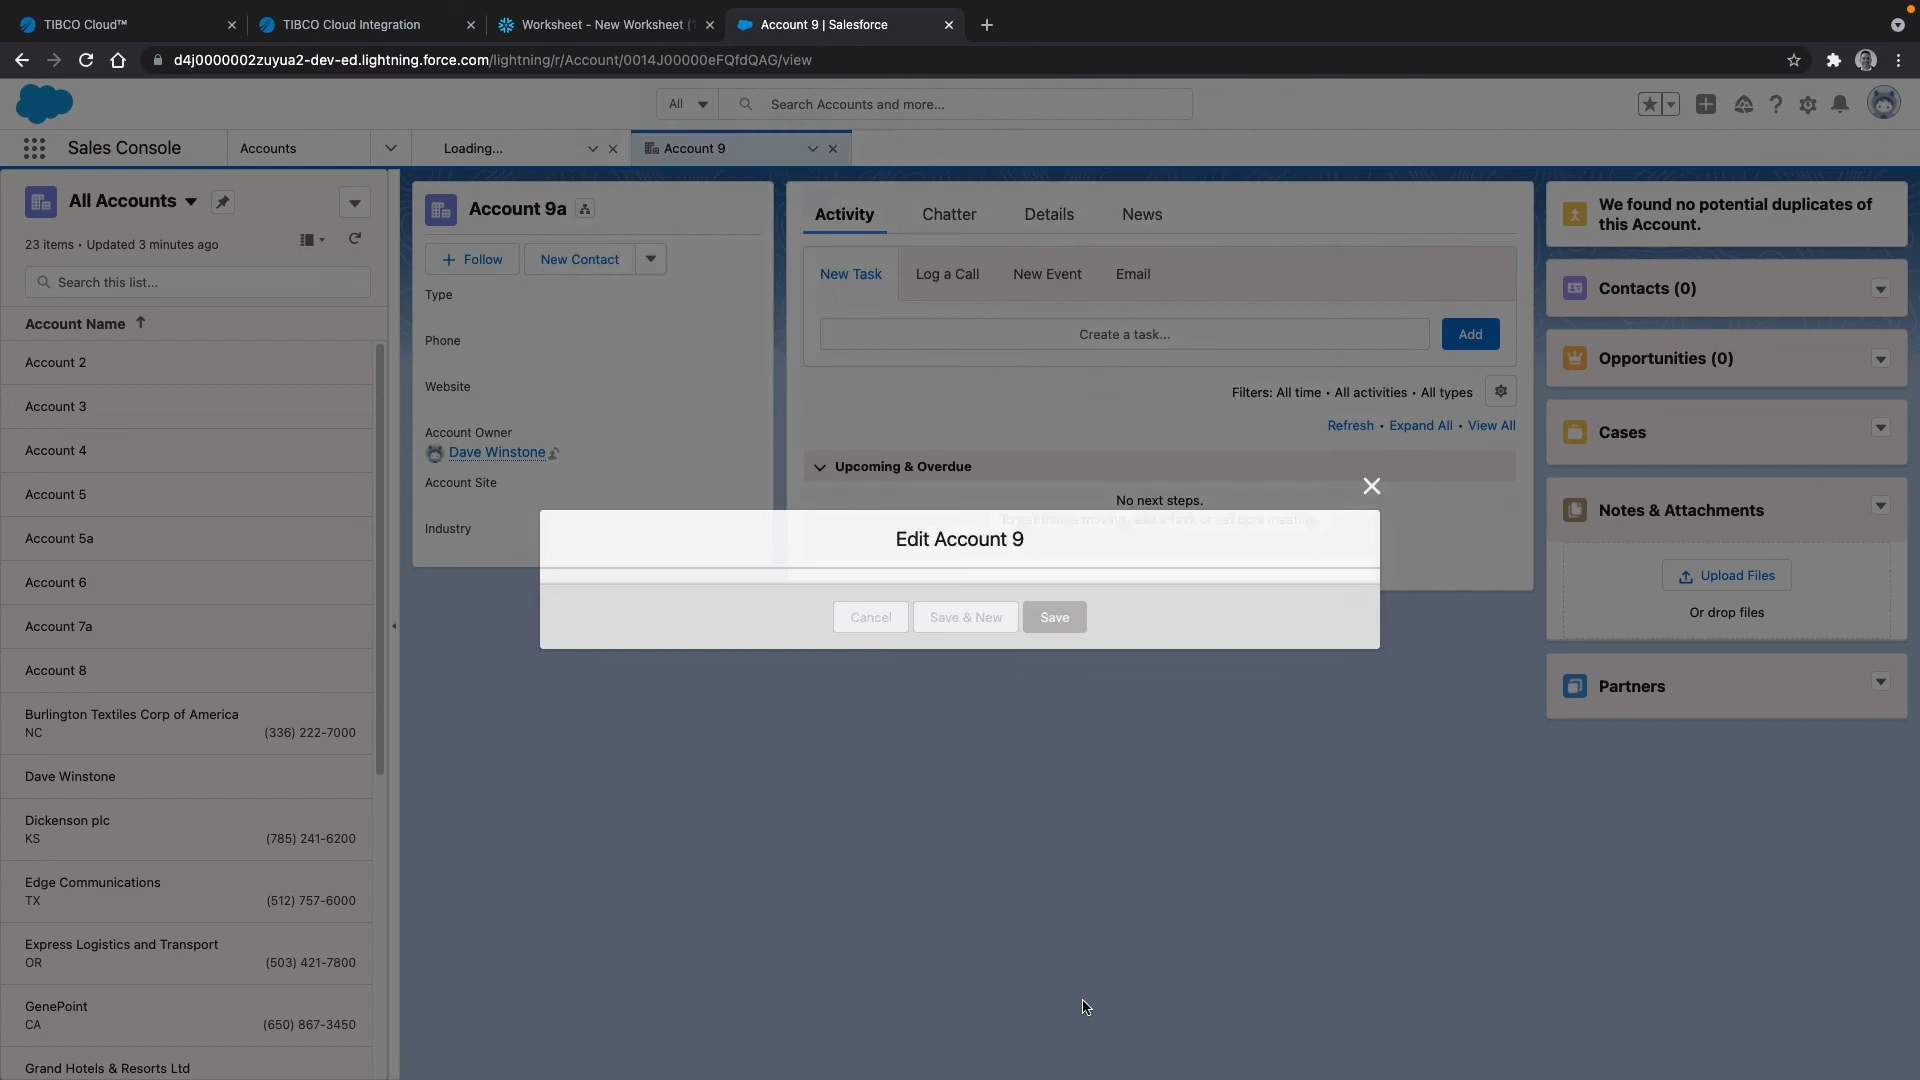 TIBCO Cloud™
TIBCO Cloud Integration
Worksheet - New Worksheet (
Account 9 | Salesforce
d4j0000002zuyua2-dev-ed.lightning.force.com/lightning/r/Account/0014J00000eFQfdQAG/view
All
Search Accounts and more...
Sales Console
Accounts
Loading...
Account 9
All Accounts
23 items • Updated 3 minutes ago
Search this list...
Account Name
Account 2
Account 3
Account 4
Account 5
Account 5a
Account 6
Account 7a
Account 8
Burlington Textiles Corp of America
NC (336) 222-7000
Dave Winstone
Dickenson plc
KS (785) 241-6200
Edge Communications
TX (512) 757-6000
Express Logistics and Transport
OR (503) 421-7800
GenePoint
CA (650) 867-3450
Grand Hotels & Resorts Ltd
Account 9a
Follow
New Contact
Type
Phone
Website
Account Owner
Dave Winstone
Account Site
Industry
Activity Chatter Details News
New Task Log a Call New Event Email
Create a task...
Add
Filters: All time • All activities • All types
Refresh • Expand All • View All
Upcoming & Overdue
No next steps.
Edit Account 9
Cancel
Save & New
Save
We found no potential duplicates of
this Account.
Contacts (0)
Opportunities (0)
Cases
Notes & Attachments
Upload Files
Or drop files
Partners